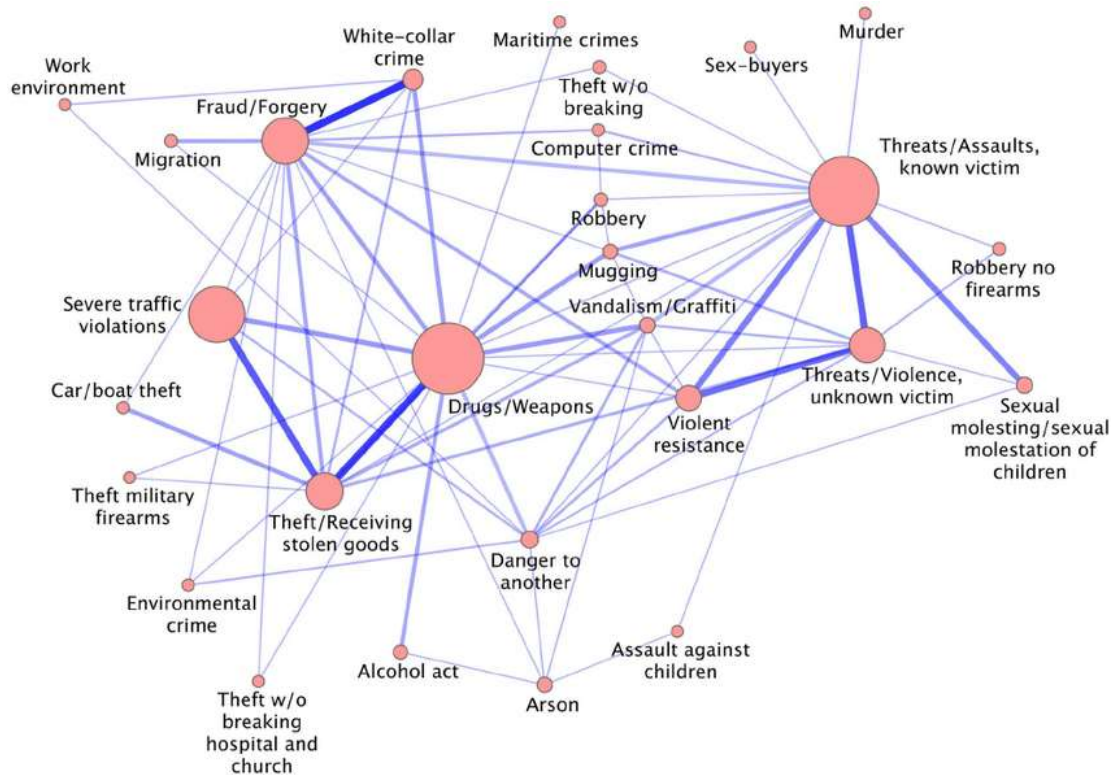 White-collar
crime
Maritime crimes
Murder
Sex-buyers
Work
environment
Theft w/o
breaking
Fraud/Forgery
Migration
Computer crime
Threats/Assaults,
known victim
Robbery
Mugging
Robbery no
firearms
Severe traffic
violations
Vandalism/Graffiti
Car/boat theft
Drugs/Weapons
Threats/Violence,
unknown victim
Violent
resistance
Sexual
molesting/sexual
molestation of
children
Theft military
firearms
Theft/Receiving
stolen goods
Danger to
another
Environmental
crime
Alcohol act
Assault against
children
Arson
Theft w/o
breaking
hospital and
church